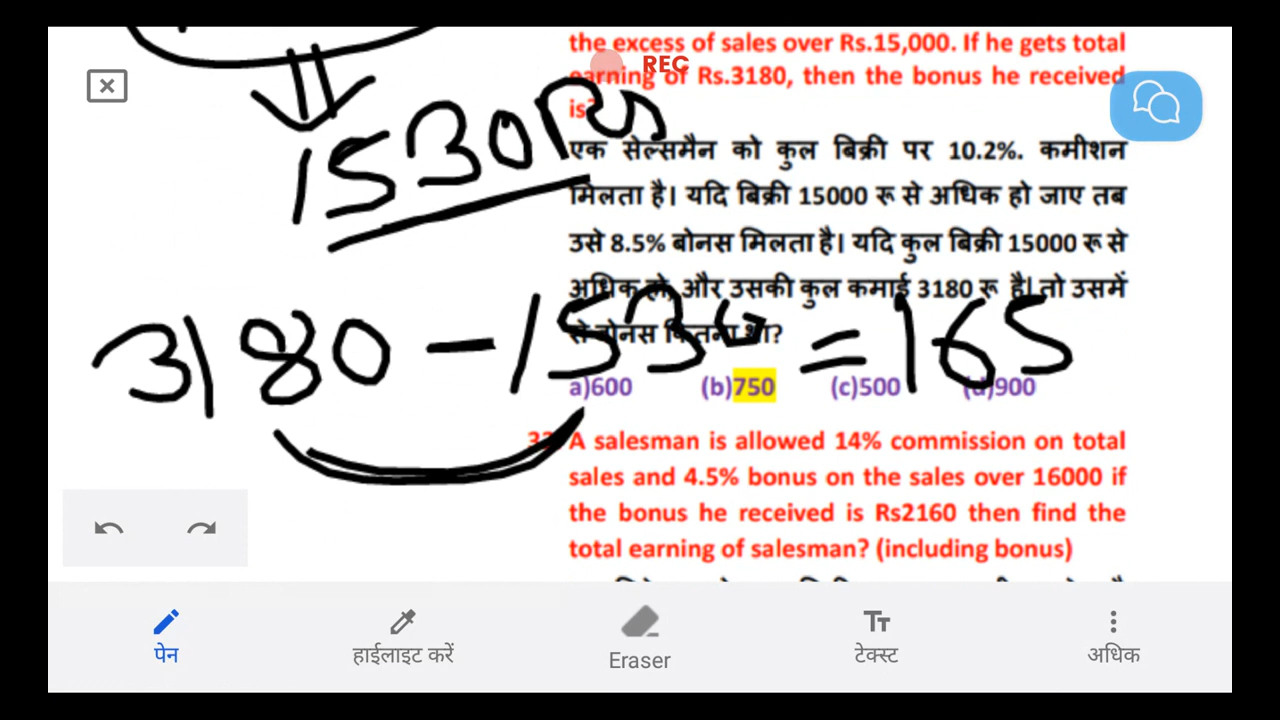 the excess of sales over Rs.15,000. If he gets total
REC
earning of Rs.3180, then the bonus he received
is?
1530Rs
एक सेल्समैन को कुल बिक्री पर 10.2%. कमीशन
मिलता है। यदि बिक्री 15000 रू से अधिक हो जाए तब
उसे 8.5% बोनस मिलता है। यदि कुल बिक्री 15000 रू से
अधिक हो, और उसकी कुल कमाई 3180 रू है। तो उसमें
से बोनस कितना था?
3180 - 1530 = 165
a)600 (b)750 (c)500 (d)900
33. A salesman is allowed 14% commission on total
sales and 4.5% bonus on the sales over 16000 if
the bonus he received is Rs2160 then find the
total earning of salesman? (including bonus)
पेन हाईलाइट करें Eraser टेक्स्ट अधिक
Tт